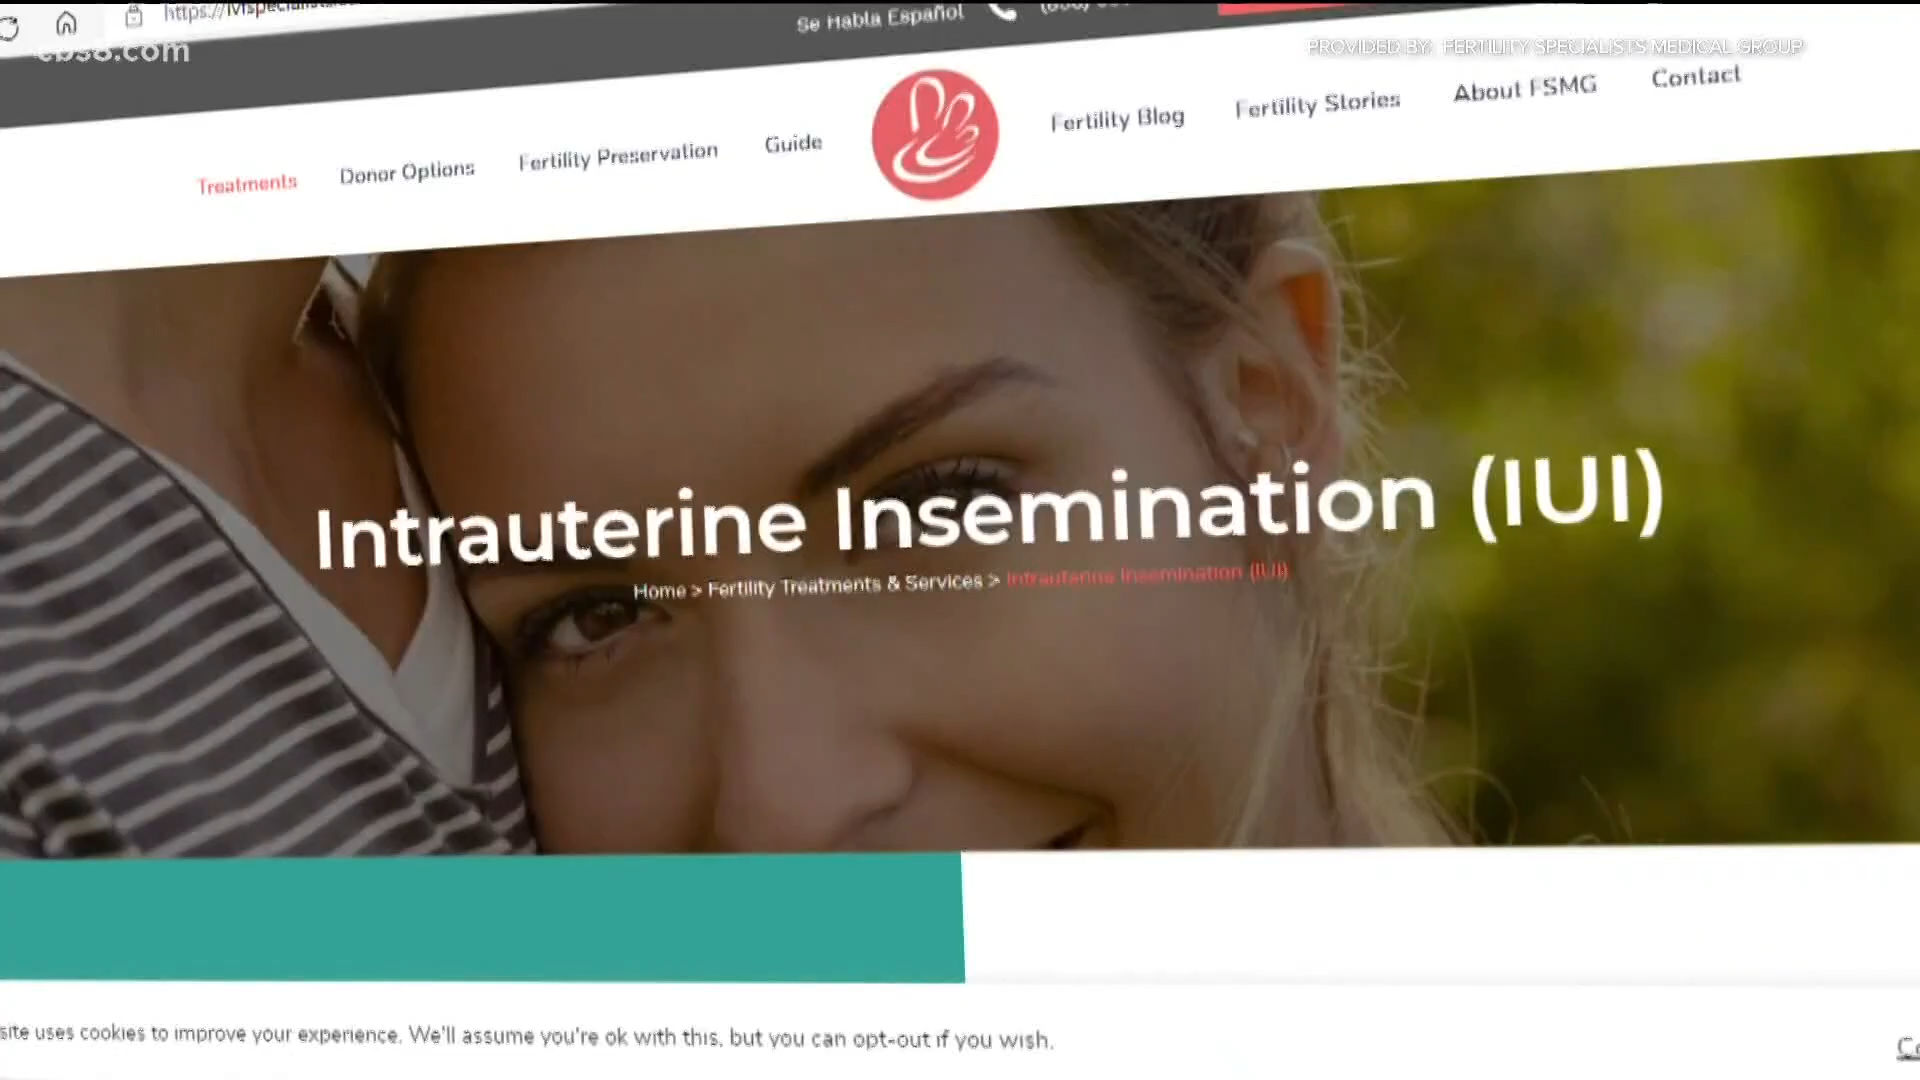 https://ivfspecialists.
cbs8.com
Se Habla Español
PROVIDED BY: FERTILITY SPECIALISTS MEDICAL GROUP
Treatments Donor Options Fertility Preservation Guide Fertility Blog Fertility Stories About FSMG Contact
Intrauterine Insemination (IUI)
Home > Fertility Treatments & Services > Intrauterine Insemination (IUI)
site uses cookies to improve your experience. We'll assume you're ok with this, but you can opt-out if you wish.